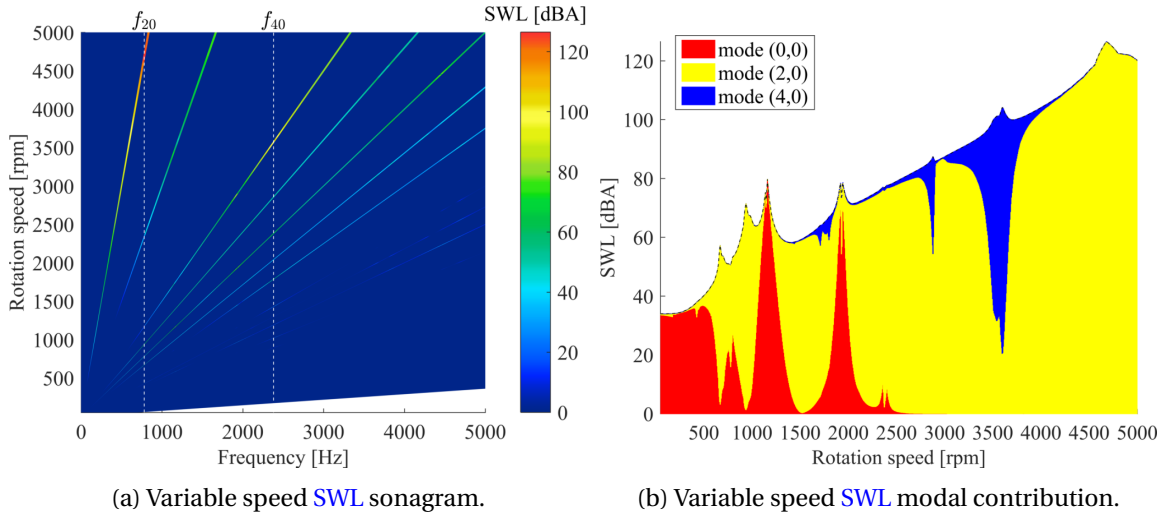 SWL [dBA]
f20
f40
5000
4500
4000
3500
3000
2500
2000
1500
1000
500
Rotation speed [rpm]
0
1000
2000
3000
4000
5000
Frequency [Hz]
120
100
80
60
40
20
0
(a) Variable speed SWL sonagram.
mode (0,0)
mode (2,0)
mode (4,0)
120
100
80
60
40
20
0
SWL [dBA]
500 1000 1500 2000 2500 3000 3500 4000 4500 5000
Rotation speed [rpm]
(b) Variable speed SWL modal contribution.